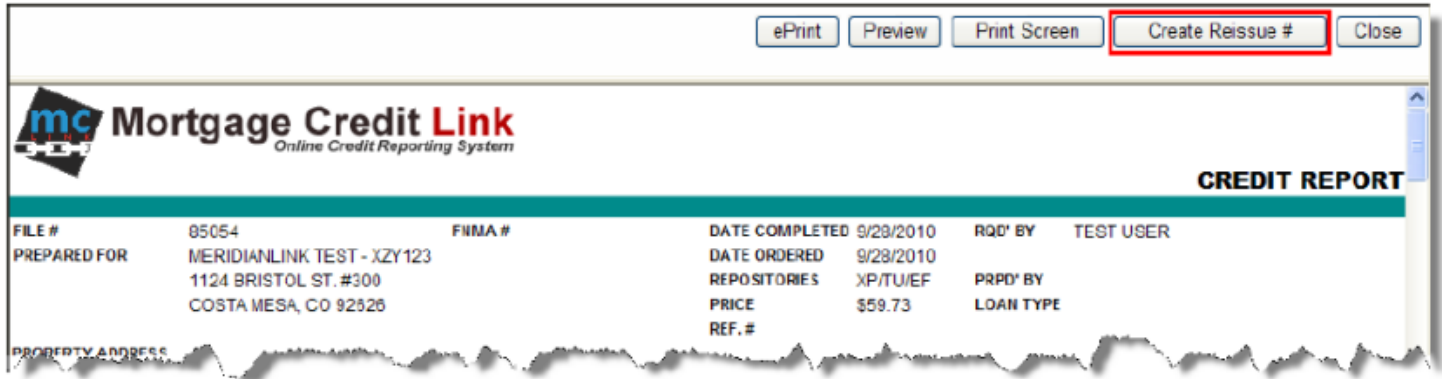 ePrint Preview Print Screen Create Reissue # Close
mc Mortgage Credit Link
LINK Online Credit Reporting System
CREDIT REPORT
FILE # 85054 FNMA # DATE COMPLETED 9/28/2010 RQD' BY TEST USER
PREPARED FOR MERIDIANLINK TEST - XZY123 DATE ORDERED 9/28/2010
1124 BRISTOL ST. #300 REPOSITORIES XP/TU/EF PRPD' BY
COSTA MESA, CO 92626 PRICE $59.73 LOAN TYPE
REF. #
PROPERTY ADDRESS